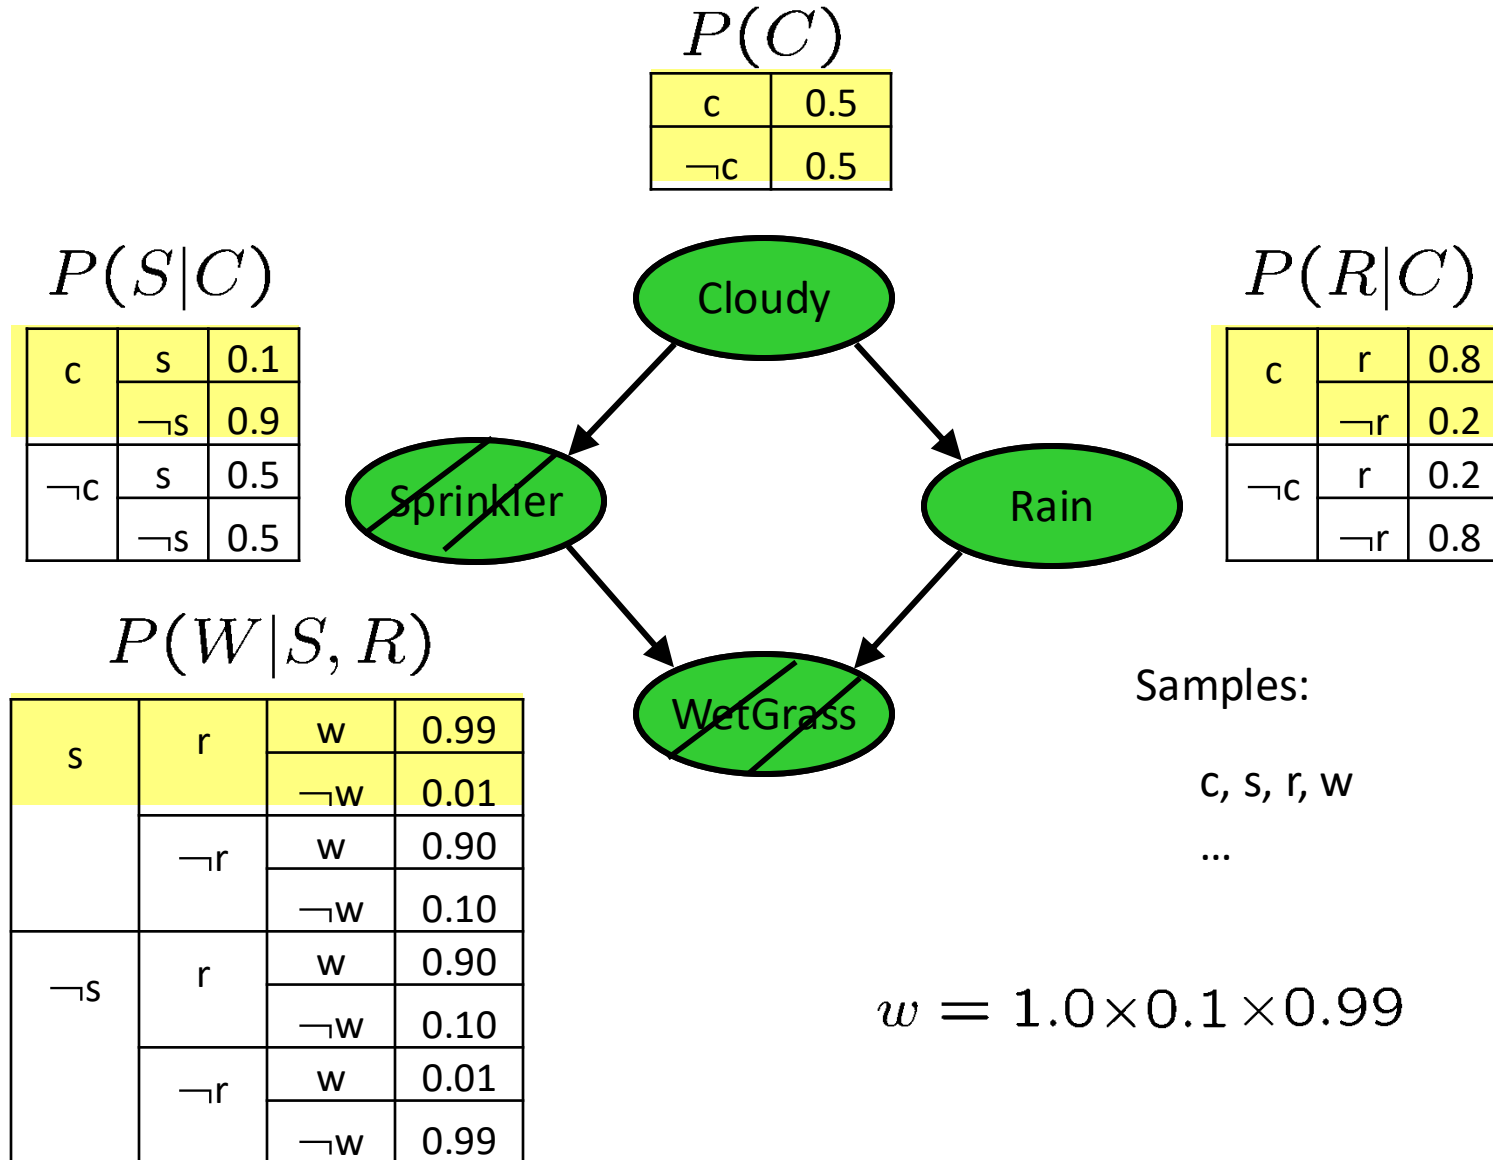 P(C)
c 0.5
¬c 0.5
P(S|C)
c s 0.1
¬s 0.9
¬c s 0.5
¬s 0.5
Cloudy
Sprinkler
Rain
WetGrass
P(R|C)
c r 0.8
¬r 0.2
¬c r 0.2
¬r 0.8
P(W|S, R)
s r w 0.99
¬w 0.01
¬r w 0.90
¬w 0.10
¬s r w 0.90
¬w 0.10
¬r w 0.01
¬w 0.99
Samples:
c, s, r, w
...
w = 1.0×0.1×0.99